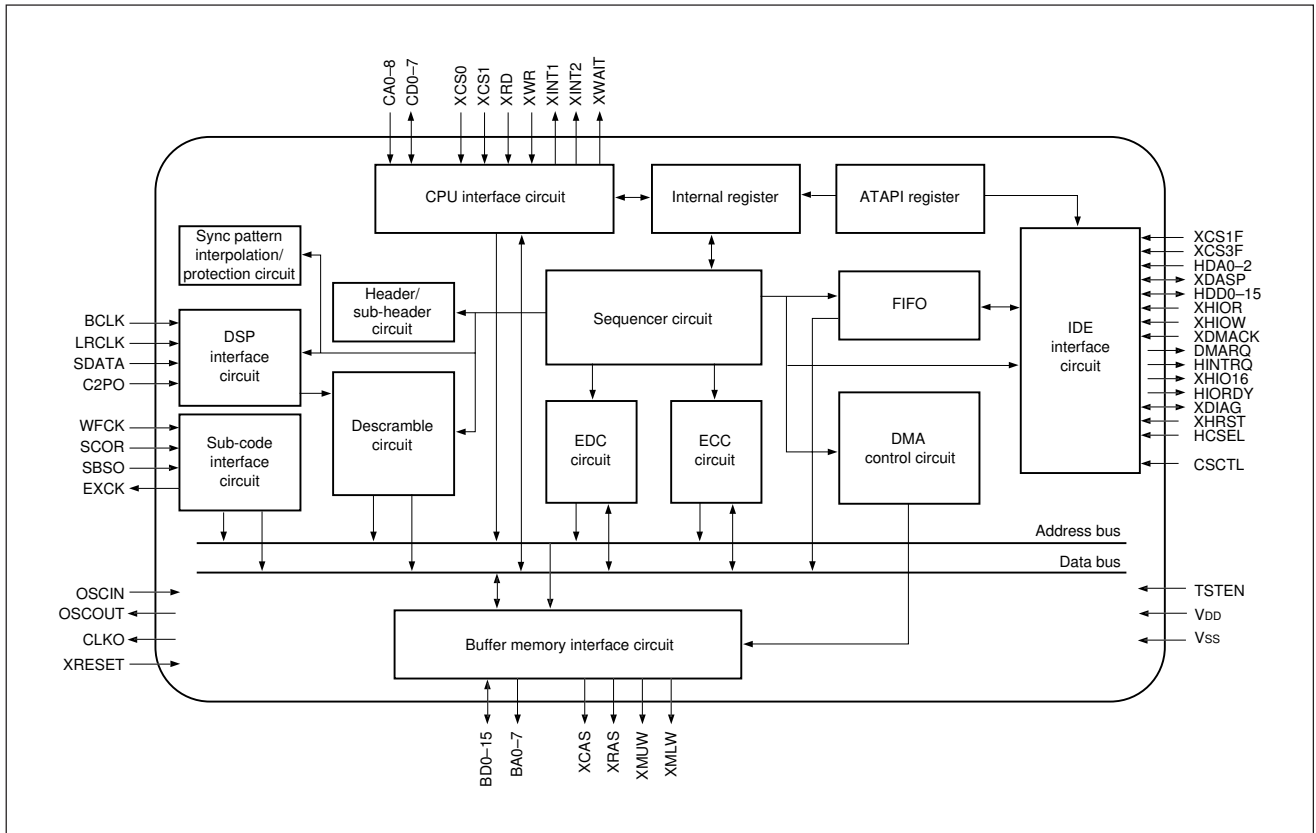 CA0–8
CD0–7
XCS0
XCS1
XRD
XWR
XINT1
XINT2
XWAIT
CPU interface circuit
Internal register
ATAPI register
Sync pattern
interpolation/
protection circuit
Header/
sub-header
circuit
Sequencer circuit
FIFO
IDE
interface
circuit
XCS1F
XCS3F
HDA0–2
XDASP
HDD0–15
XHIOR
XHIOW
XDMACK
DMARQ
HINTRQ
XHIO16
HIORDY
XDIAG
XHRST
HCSEL
CSCTL
BCLK
LRCLK
SDATA
C2PO
DSP
interface
circuit
WFCK
SCOR
SBSO
EXCK
Sub-code
interface
circuit
Descramble
circuit
EDC
circuit
ECC
circuit
DMA
control circuit
Address bus
Data bus
OSCIN
OSCOUT
CLKO
XRESET
Buffer memory interface circuit
TSTEN
VDD
VSS
BD0–15
BA0–7
XCAS
XRAS
XMUW
XMLW